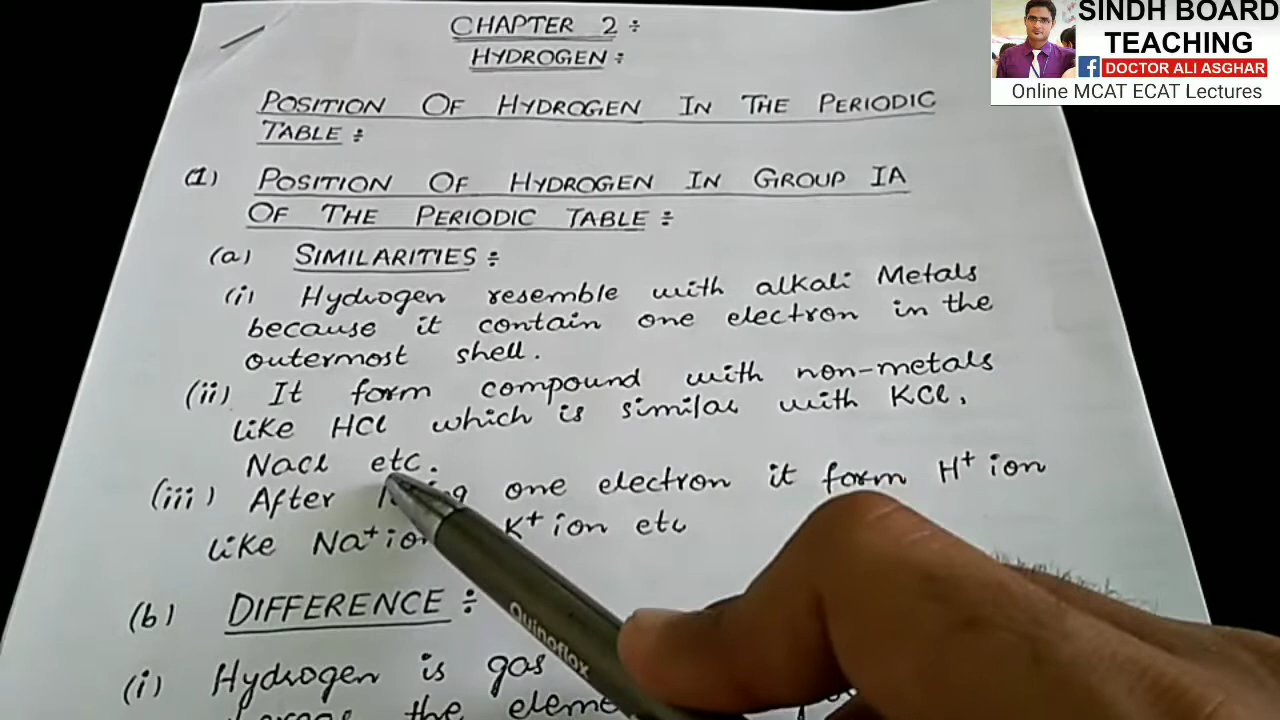 CHAPTER 2 ÷
HYDROGEN ÷
POSITION OF HYDROGEN IN THE PERIODIC
TABLE ÷
(1) POSITION OF HYDROGEN IN GROUP IA
OF THE PERIODIC TABLE ÷
(a) SIMILARITIES ÷
(i) Hydrogen resemble with alkali Metals
because it contain one electron in the
outermost shell.
(ii) It form compound with non-metals
like HCl which is similar with KCl,
NaCl etc.
(iii) After one electron it form H⁺ ion
like Na⁺ion K⁺ ion etc
(b) DIFFERENCE ÷
(i) Hydrogen is gas
the
SINDH BOARD
TEACHING
f DOCTOR ALI ASGHAR
Online MCAT ECAT Lectures
Quinoflox